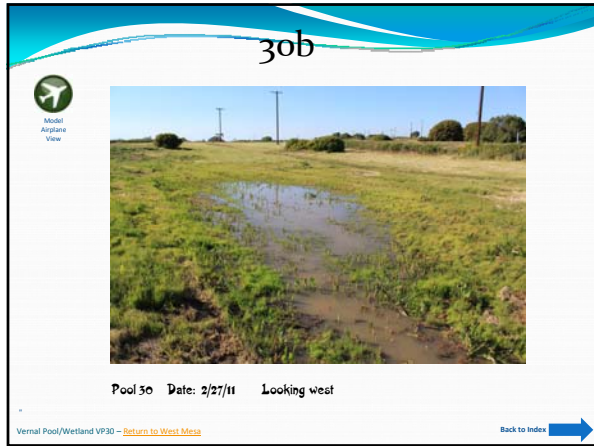 30b
Model
Airplane
View
Pool 30 Date: 2/27/11 Looking west
Vernal Pool/Wetland VP30 – Return to West Mesa
Back to Index